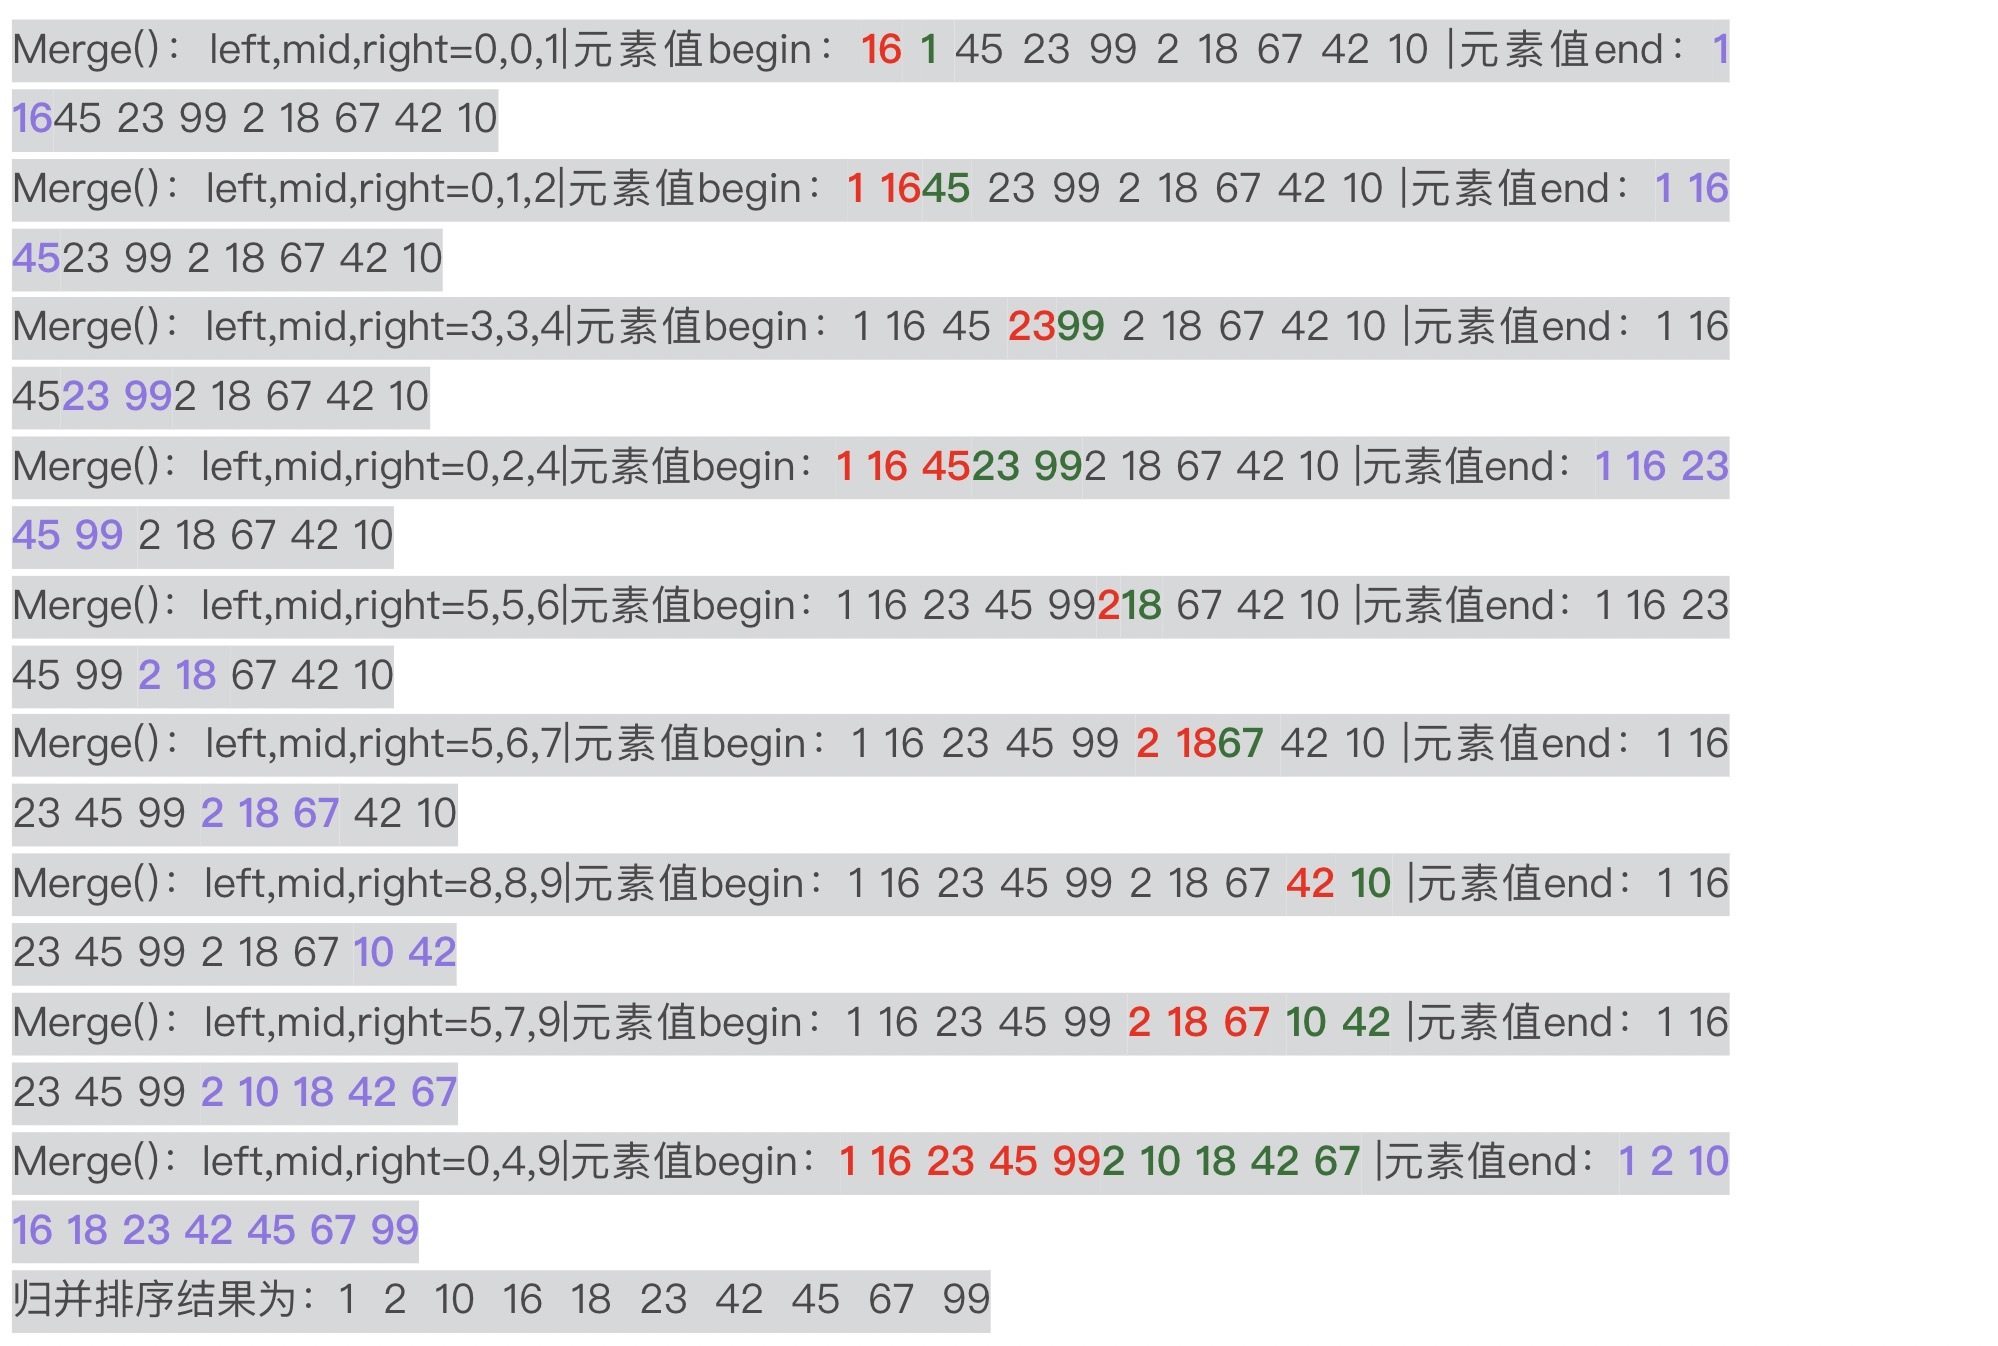 Merge()：left,mid,right=0,0,1|元素值begin：16 1 45 23 99 2 18 67 42 10 |元素值end：1
1645 23 99 2 18 67 42 10
Merge()：left,mid,right=0,1,2|元素值begin：1 1645 23 99 2 18 67 42 10 |元素值end：1 16
4523 99 2 18 67 42 10
Merge()：left,mid,right=3,3,4|元素值begin：1 16 45 2399 2 18 67 42 10 |元素值end：1 16
4523 992 18 67 42 10
Merge()：left,mid,right=0,2,4|元素值begin：1 16 4523 992 18 67 42 10 |元素值end：1 16 23
45 99 2 18 67 42 10
Merge()：left,mid,right=5,5,6|元素值begin：1 16 23 45 99218 67 42 10 |元素值end：1 16 23
45 99 2 18 67 42 10
Merge()：left,mid,right=5,6,7|元素值begin：1 16 23 45 99 2 1867 42 10 |元素值end：1 16
23 45 99 2 18 67 42 10
Merge()：left,mid,right=8,8,9|元素值begin：1 16 23 45 99 2 18 67 42 10 |元素值end：1 16
23 45 99 2 18 67 10 42
Merge()：left,mid,right=5,7,9|元素值begin：1 16 23 45 99 2 18 67 10 42 |元素值end：1 16
23 45 99 2 10 18 42 67
Merge()：left,mid,right=0,4,9|元素值begin：1 16 23 45 992 10 18 42 67 |元素值end：1 2 10
16 18 23 42 45 67 99
归并排序结果为：1 2 10 16 18 23 42 45 67 99